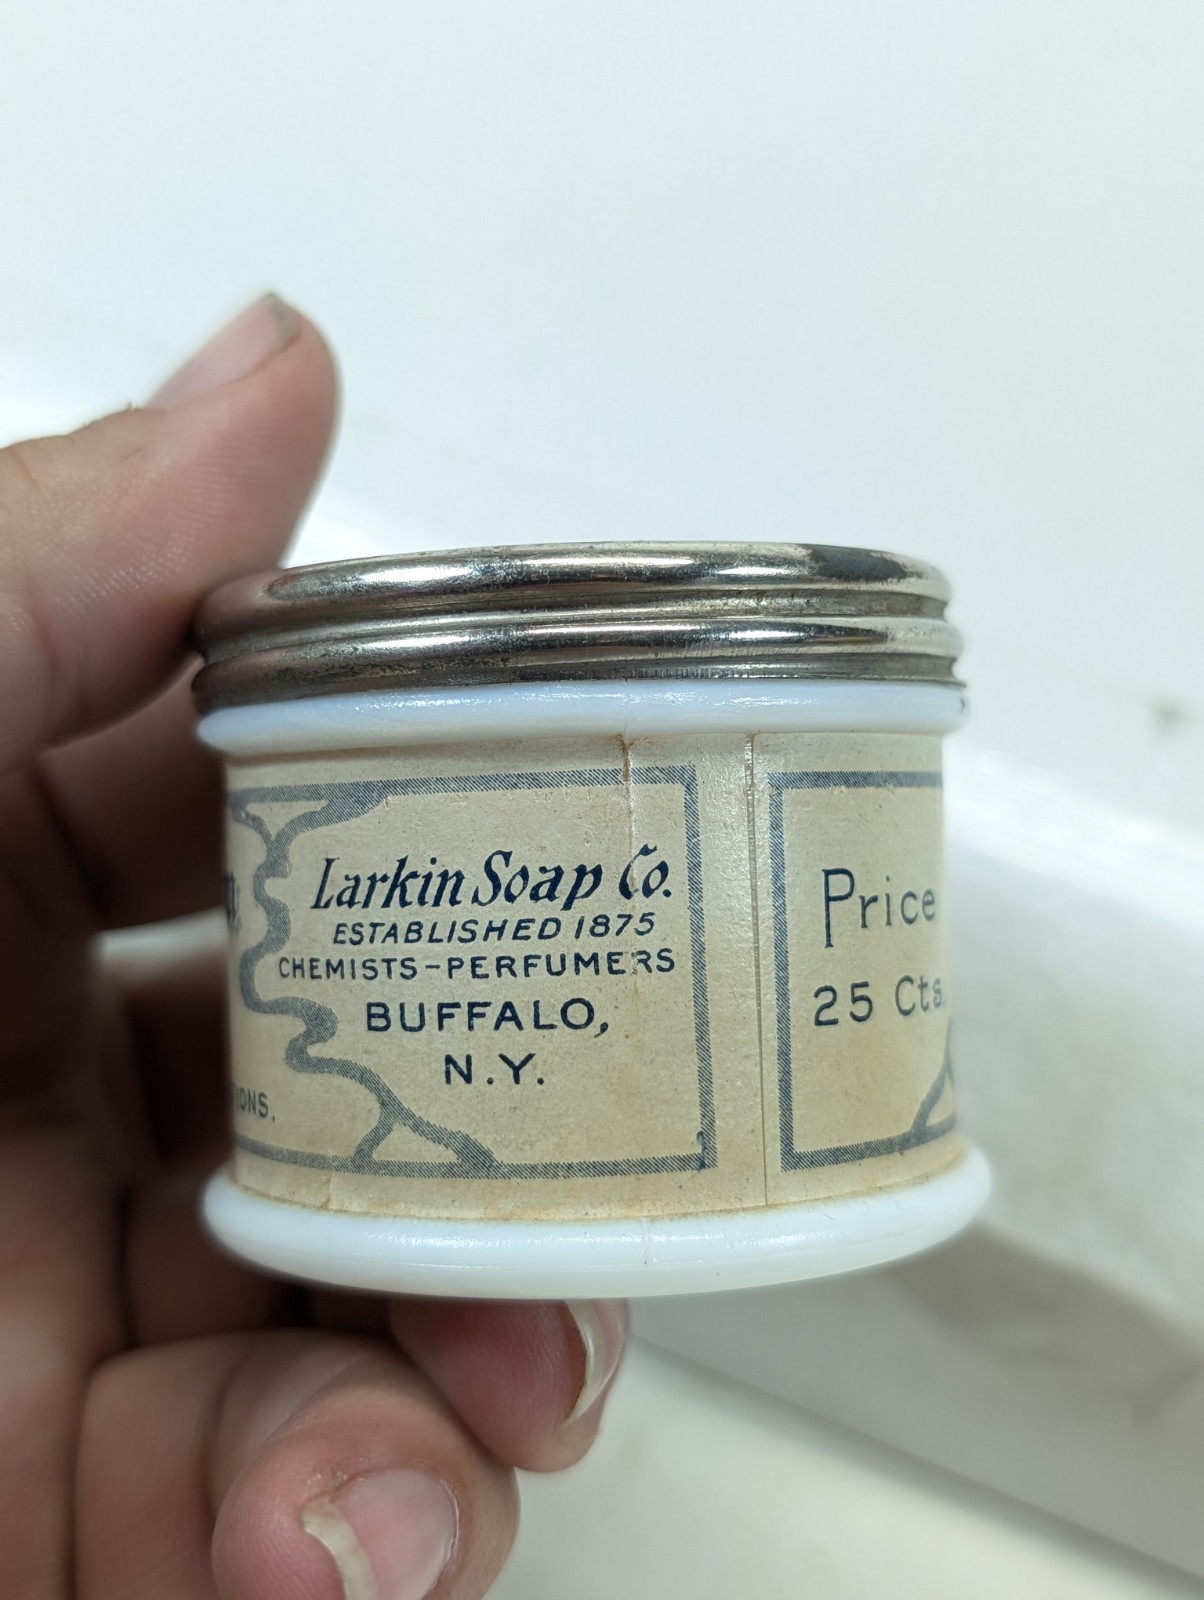 Larkin Soap Co.
ESTABLISHED 1875
CHEMISTS-PERFUMERS
BUFFALO,
N.Y.
Price
25 Cts.